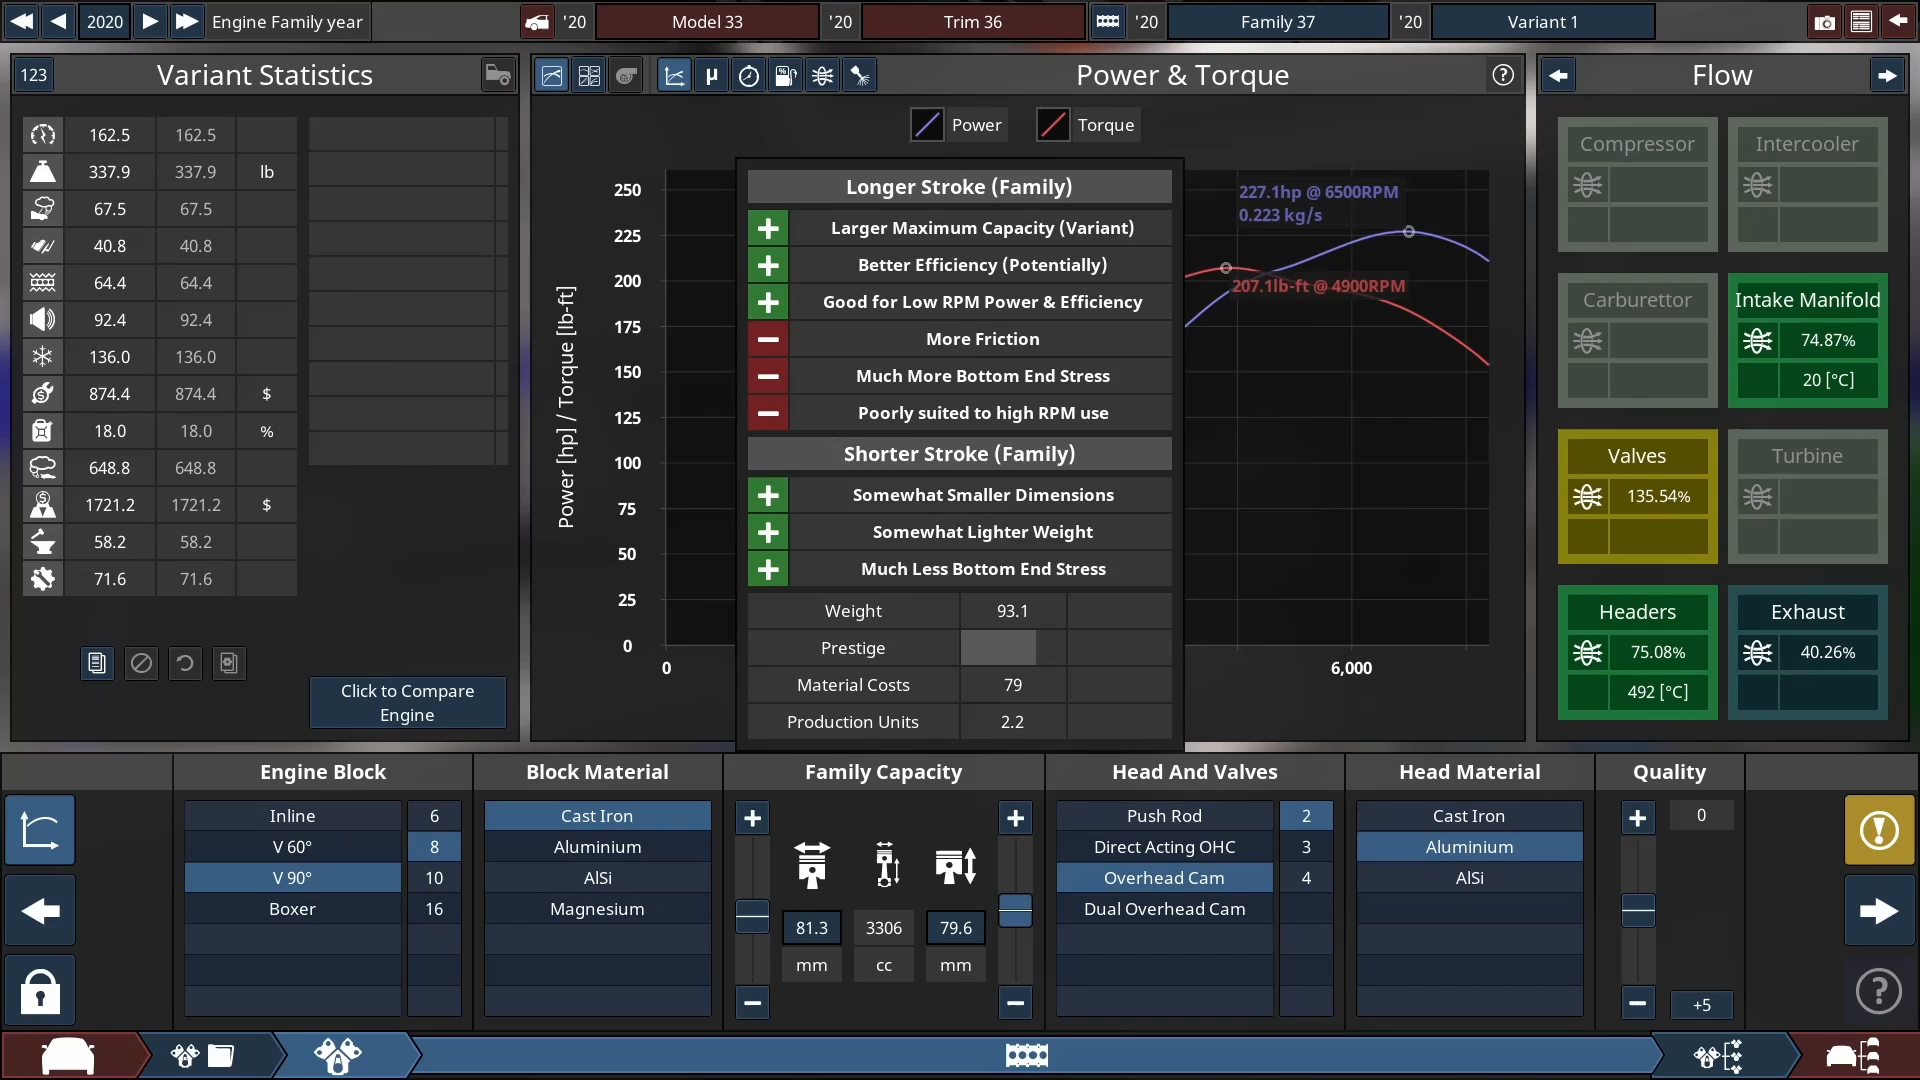 2020
Engine Family year
'20
Model 33
'20
Trim 36
'20
Family 37
'20
Variant 1
123
Variant Statistics
162.5 162.5
337.9 337.9 lb
67.5 67.5
40.8 40.8
64.4 64.4
92.4 92.4
136.0 136.0
874.4 874.4 $
18.0 18.0 %
648.8 648.8
1721.2 1721.2 $
58.2 58.2
71.6 71.6
Click to Compare
Engine
μ
Power & Torque
?
Power
Torque
Power [hp] / Torque [lb-ft]
250
225
200
175
150
125
100
75
50
25
0
0
6,000
227.1hp @ 6500RPM
0.223 kg/s
207.1lb-ft @ 4900RPM
Longer Stroke (Family)
Larger Maximum Capacity (Variant)
Better Efficiency (Potentially)
Good for Low RPM Power & Efficiency
More Friction
Much More Bottom End Stress
Poorly suited to high RPM use
Shorter Stroke (Family)
Somewhat Smaller Dimensions
Somewhat Lighter Weight
Much Less Bottom End Stress
Weight 93.1
Prestige
Material Costs 79
Production Units 2.2
Flow
Compressor
Intercooler
Carburettor
Intake Manifold
74.87%
20 [°C]
Valves
135.54%
Turbine
Headers
75.08%
492 [°C]
Exhaust
40.26%
Engine Block
Inline 6
V 60° 8
V 90° 10
Boxer 16
Block Material
Cast Iron
Aluminium
AlSi
Magnesium
Family Capacity
81.3 3306 79.6
mm cc mm
Head And Valves
Push Rod 2
Direct Acting OHC 3
Overhead Cam 4
Dual Overhead Cam
Head Material
Cast Iron
Aluminium
AlSi
Quality
0
+5
?